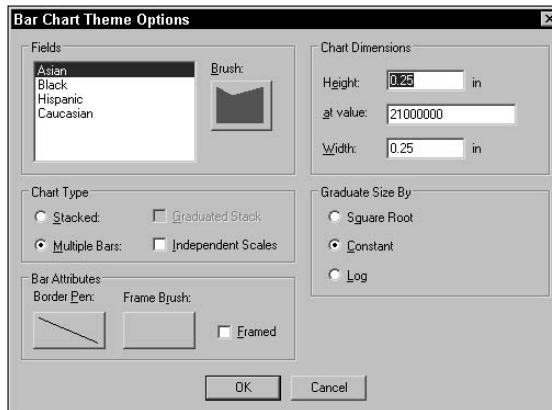 Bar Chart Theme Options
Fields
Asian
Black
Hispanic
Caucasian
Brush:
Chart Dimensions
Height: 0.25 in
at value: 21000000
Width: 0.25 in
Chart Type
Stacked: Graduated Stack
Multiple Bars: Independent Scales
Graduate Size By
Square Root
Constant
Log
Bar Attributes
Border Pen: Frame Brush:
Framed
OK Cancel